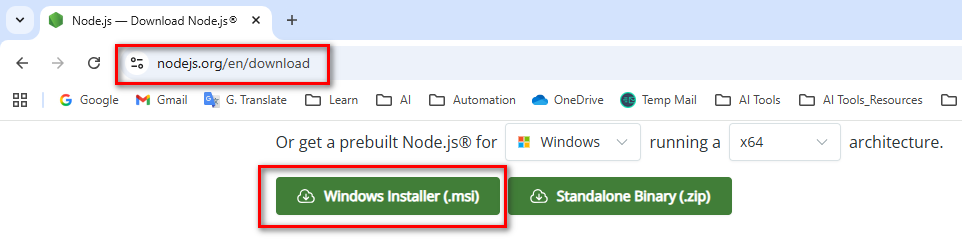 Node.js — Download Node.js®
nodejs.org/en/download
Google Gmail G. Translate Learn AI Automation OneDrive Temp Mail AI Tools AI Tools_Resources
Or get a prebuilt Node.js® for Windows running a x64 architecture.
Windows Installer (.msi) Standalone Binary (.zip)